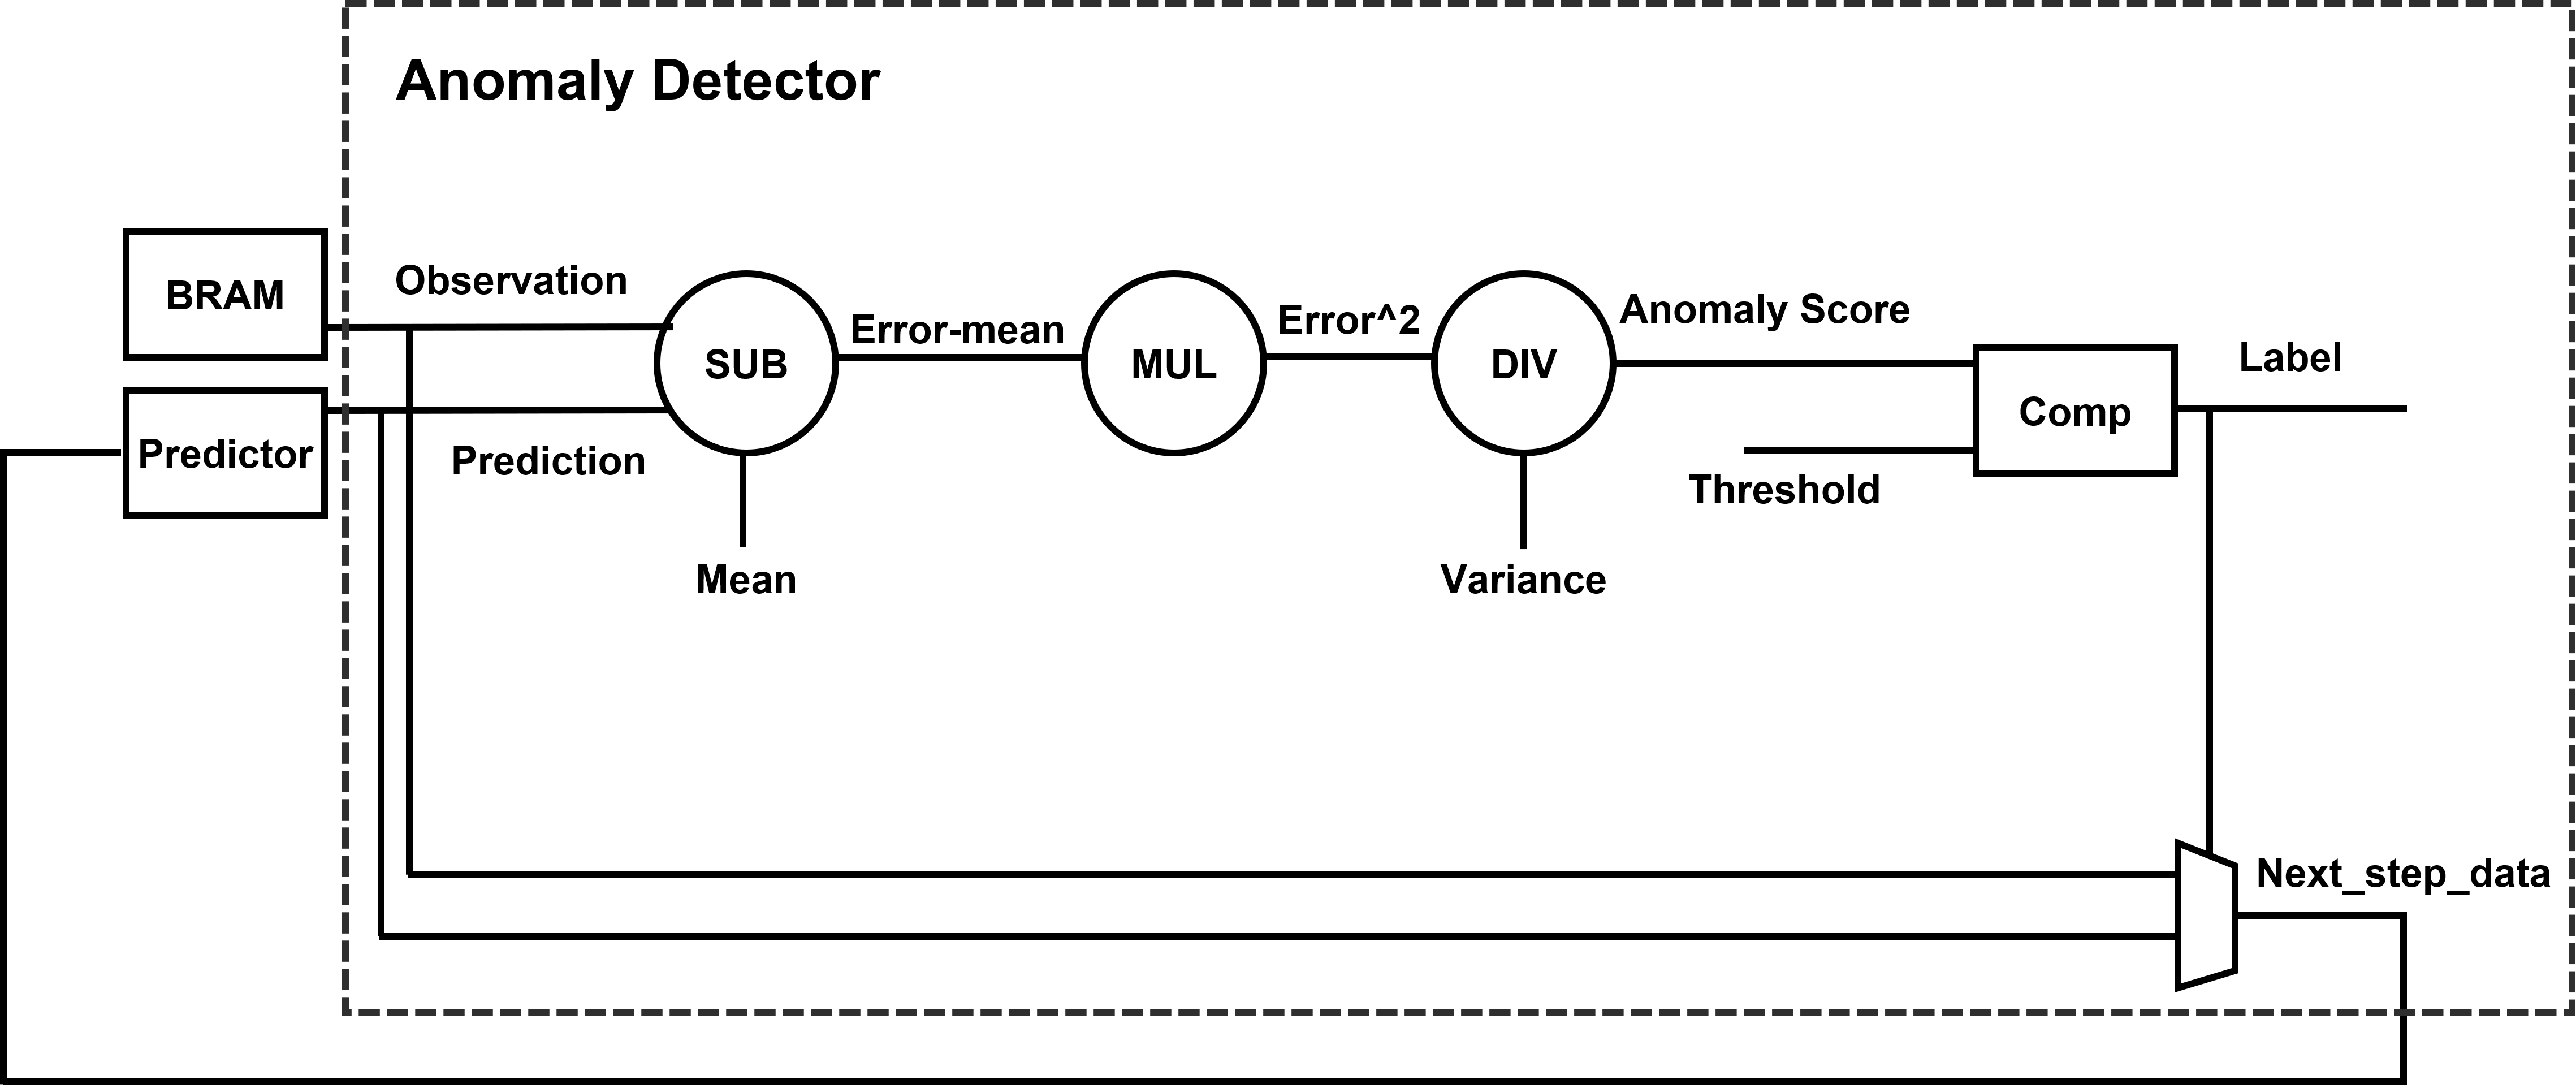 Anomaly Detector
BRAM
Observation
Error-mean
Error^2
Anomaly Score
SUB
MUL
DIV
Label
Comp
Predictor
Prediction
Threshold
Mean
Variance
Next_step_data